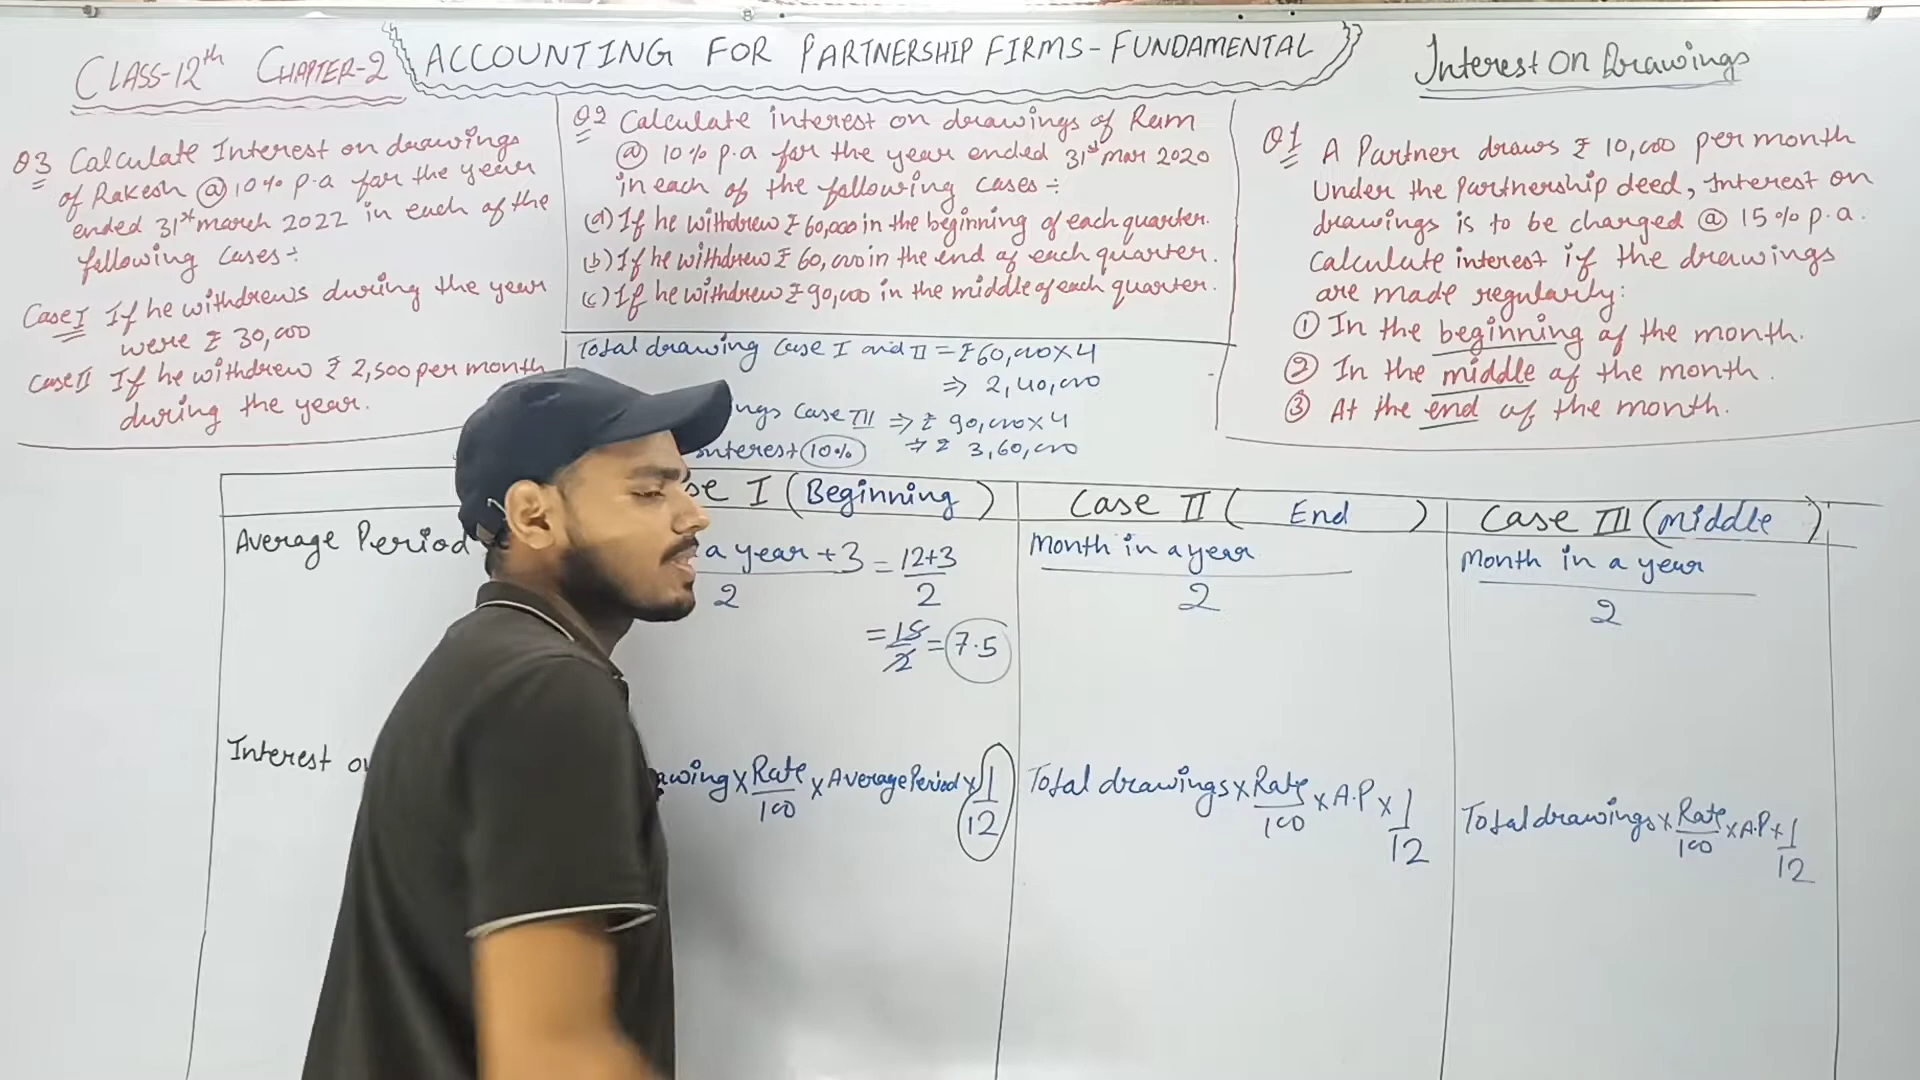 CLASS-12th CHAPTER-2
ACCOUNTING FOR PARTNERSHIP FIRMS-FUNDAMENTAL
Interest On Drawings
Q3 Calculate Interest on drawings
of Rakesh @ 10% p.a for the year
ended 31st march 2022 in each of the
following Cases:-
Case I If he withdrews during the year
were ₹ 30,000
Case II If he withdrew ₹ 2,500 per month
during the year.
Q2 Calculate interest on drawings of Ram
@ 10% p.a for the year ended 31st mar 2020
in each of the following cases:-
(a) If he withdrew ₹ 60,000 in the beginning of each quarter.
(b) If he withdrew ₹ 60,000 in the end of each quarter.
(c) If he withdrew ₹ 90,000 in the middle of each quarter.
Total drawing Case I and II = ₹ 60,000 × 4
⇒ 2,40,000
ngs Case III ⇒ ₹ 90,000 × 4
⇒ ₹ 3,60,000
nterest 10%
Q1 A Partner draws ₹ 10,000 per month
Under the Partnership deed, Interest on
drawings is to be charged @ 15% p.a.
Calculate interest if the drawings
are made regularly:
① In the beginning of the month.
② In the middle of the month.
③ At the end of the month.
se I (Beginning)
Case II ( End )
Case III (middle)
Average Period
a year + 3 = 12+3
2 2
= 15/2 = 7.5
Month in a year
2
Month in a year
2
Interest o
awing × Rate/100 × Average Period × 1/12
Total drawings × Rate/100 × A.P × 1/12
Total drawings × Rate/100 × A.P × 1/12